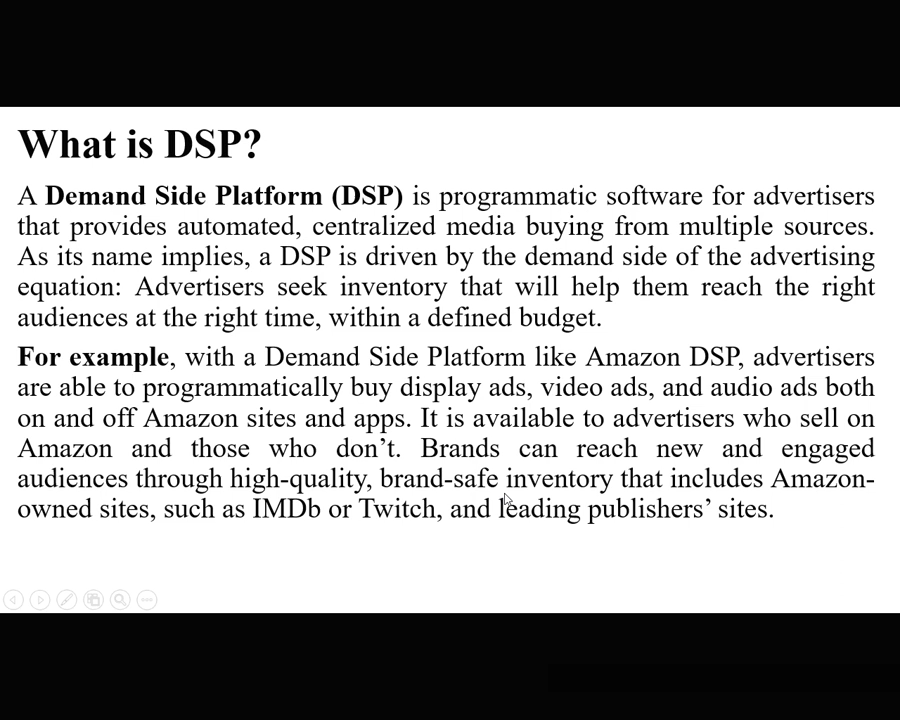 What is DSP?
A Demand Side Platform (DSP) is programmatic software for advertisers
that provides automated, centralized media buying from multiple sources.
As its name implies, a DSP is driven by the demand side of the advertising
equation: Advertisers seek inventory that will help them reach the right
audiences at the right time, within a defined budget.
For example, with a Demand Side Platform like Amazon DSP, advertisers
are able to programmatically buy display ads, video ads, and audio ads both
on and off Amazon sites and apps. It is available to advertisers who sell on
Amazon and those who don’t. Brands can reach new and engaged
audiences through high-quality, brand-safe inventory that includes Amazon-
owned sites, such as IMDb or Twitch, and leading publishers’ sites.